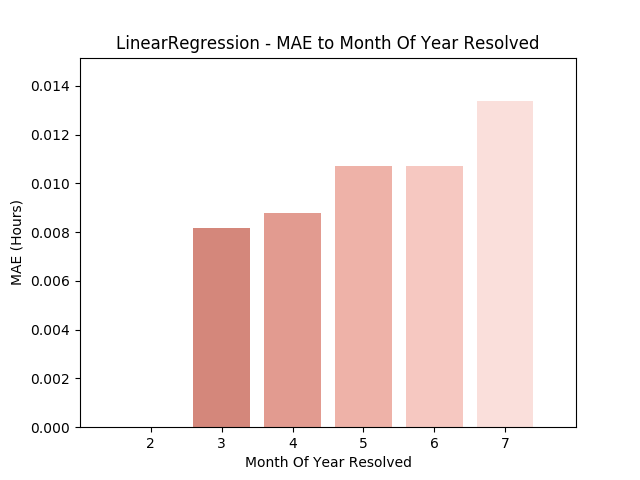 LinearRegression - MAE to Month Of Year Resolved
0.014
0.012
0.010
0.008
0.006
0.004
0.002
0.000
MAE (Hours)
2 3 4 5 6 7
Month Of Year Resolved